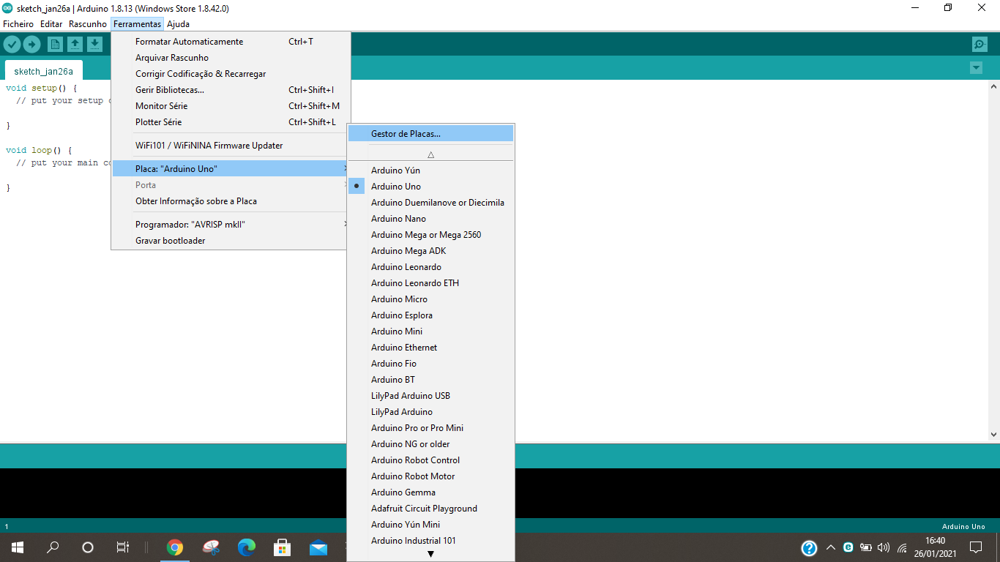 sketch_jan26a | Arduino 1.8.13 (Windows Store 1.8.42.0)
Ficheiro Editar Rascunho Ferramentas Ajuda
sketch_jan26a
void setup() {
// put your setup
}
void loop() {
// put your main
}
Formatar Automaticamente Ctrl+T
Arquivar Rascunho
Corrigir Codificação & Recarregar
Gerir Bibliotecas... Ctrl+Shift+I
Monitor Série Ctrl+Shift+M
Plotter Série Ctrl+Shift+L
WiFi101 / WiFiNINA Firmware Updater
Placa: "Arduino Uno"
Porta
Obter Informação sobre a Placa
Programador: "AVRISP mkII"
Gravar bootloader
Gestor de Placas...
Arduino Yún
Arduino Uno
Arduino Duemilanove or Diecimila
Arduino Nano
Arduino Mega or Mega 2560
Arduino Mega ADK
Arduino Leonardo
Arduino Leonardo ETH
Arduino Micro
Arduino Esplora
Arduino Mini
Arduino Ethernet
Arduino Fio
Arduino BT
LilyPad Arduino USB
LilyPad Arduino
Arduino Pro or Pro Mini
Arduino NG or older
Arduino Robot Control
Arduino Robot Motor
Arduino Gemma
Adafruit Circuit Playground
Arduino Yún Mini
Arduino Industrial 101
1
Arduino Uno
16:40
26/01/2021